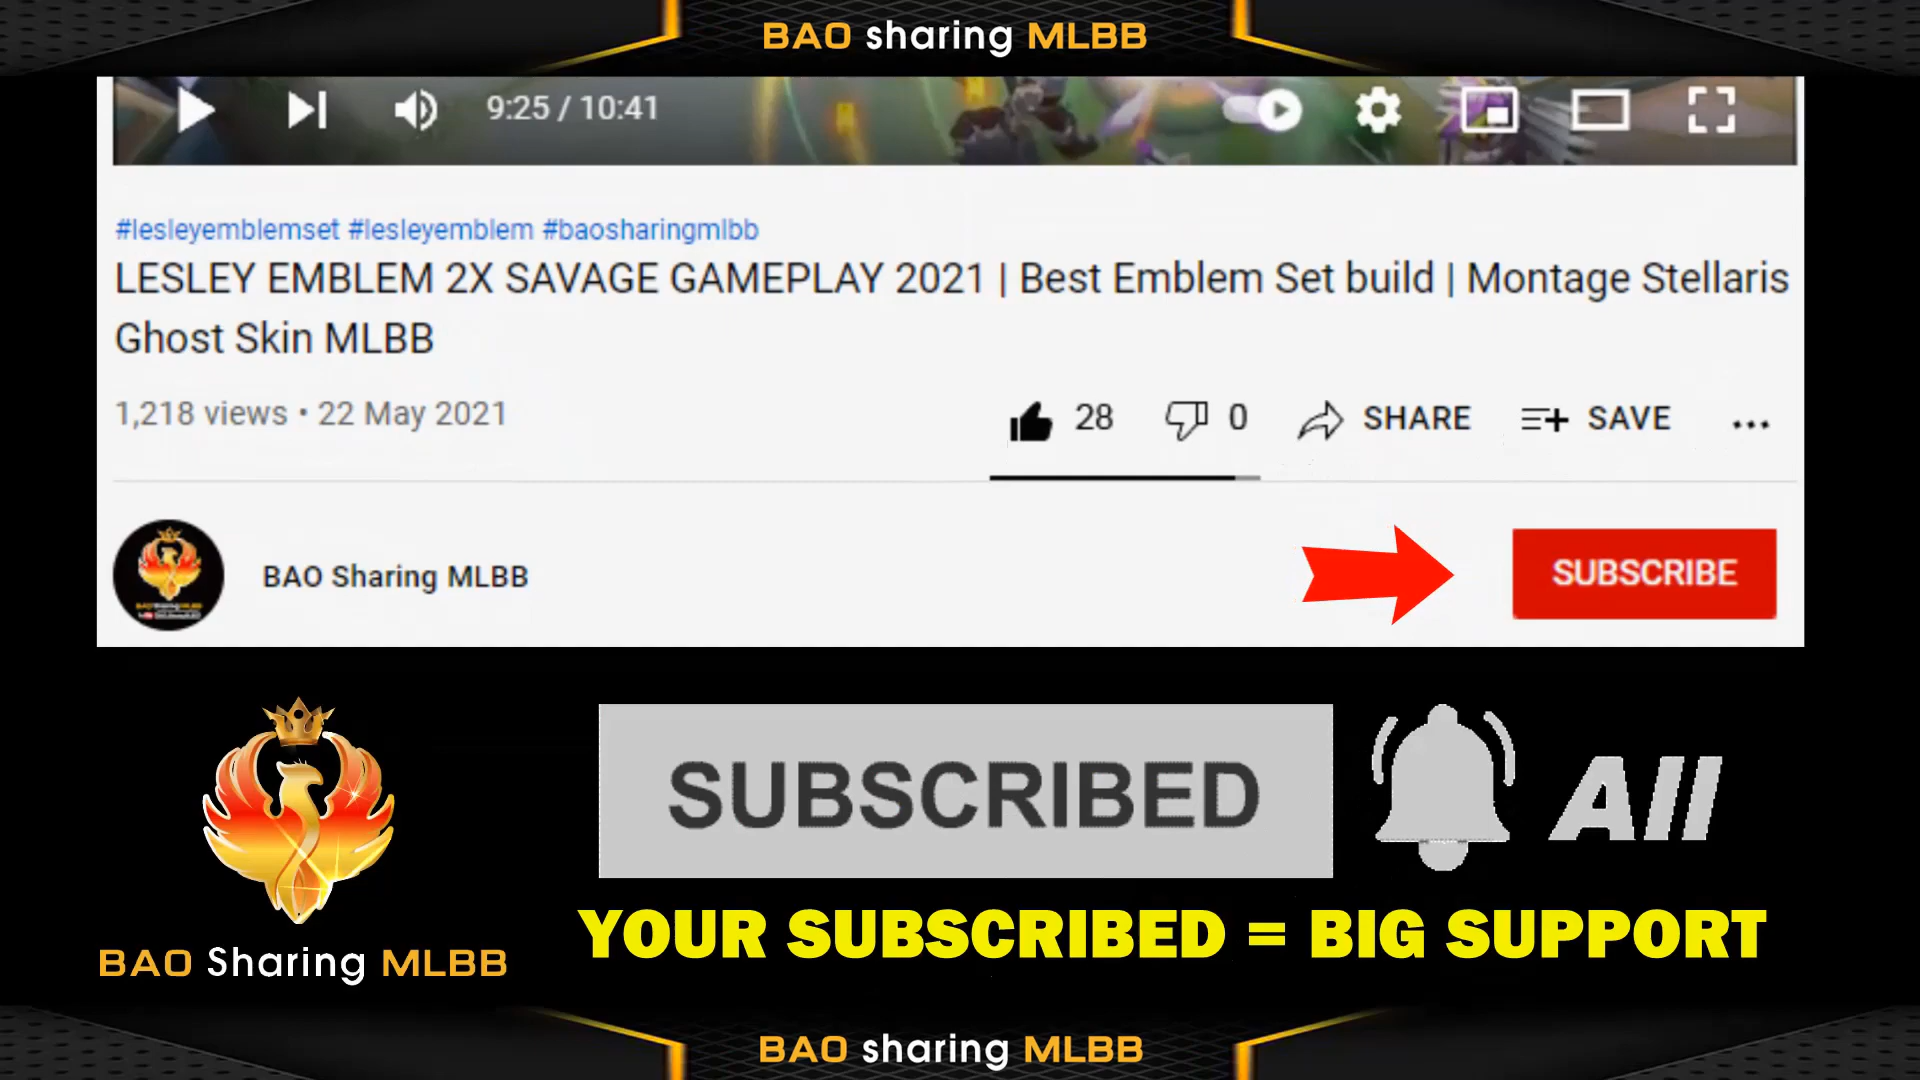 BAO sharing MLBB
9:25 / 10:41
#lesleyemblemset #lesleyemblem #baosharingmlbb
LESLEY EMBLEM 2X SAVAGE GAMEPLAY 2021 | Best Emblem Set build | Montage Stellaris
Ghost Skin MLBB
1,218 views • 22 May 2021
28 0 SHARE SAVE ...
BAO Sharing MLBB
SUBSCRIBE
SUBSCRIBED
All
YOUR SUBSCRIBED = BIG SUPPORT
BAO Sharing MLBB
BAO sharing MLBB